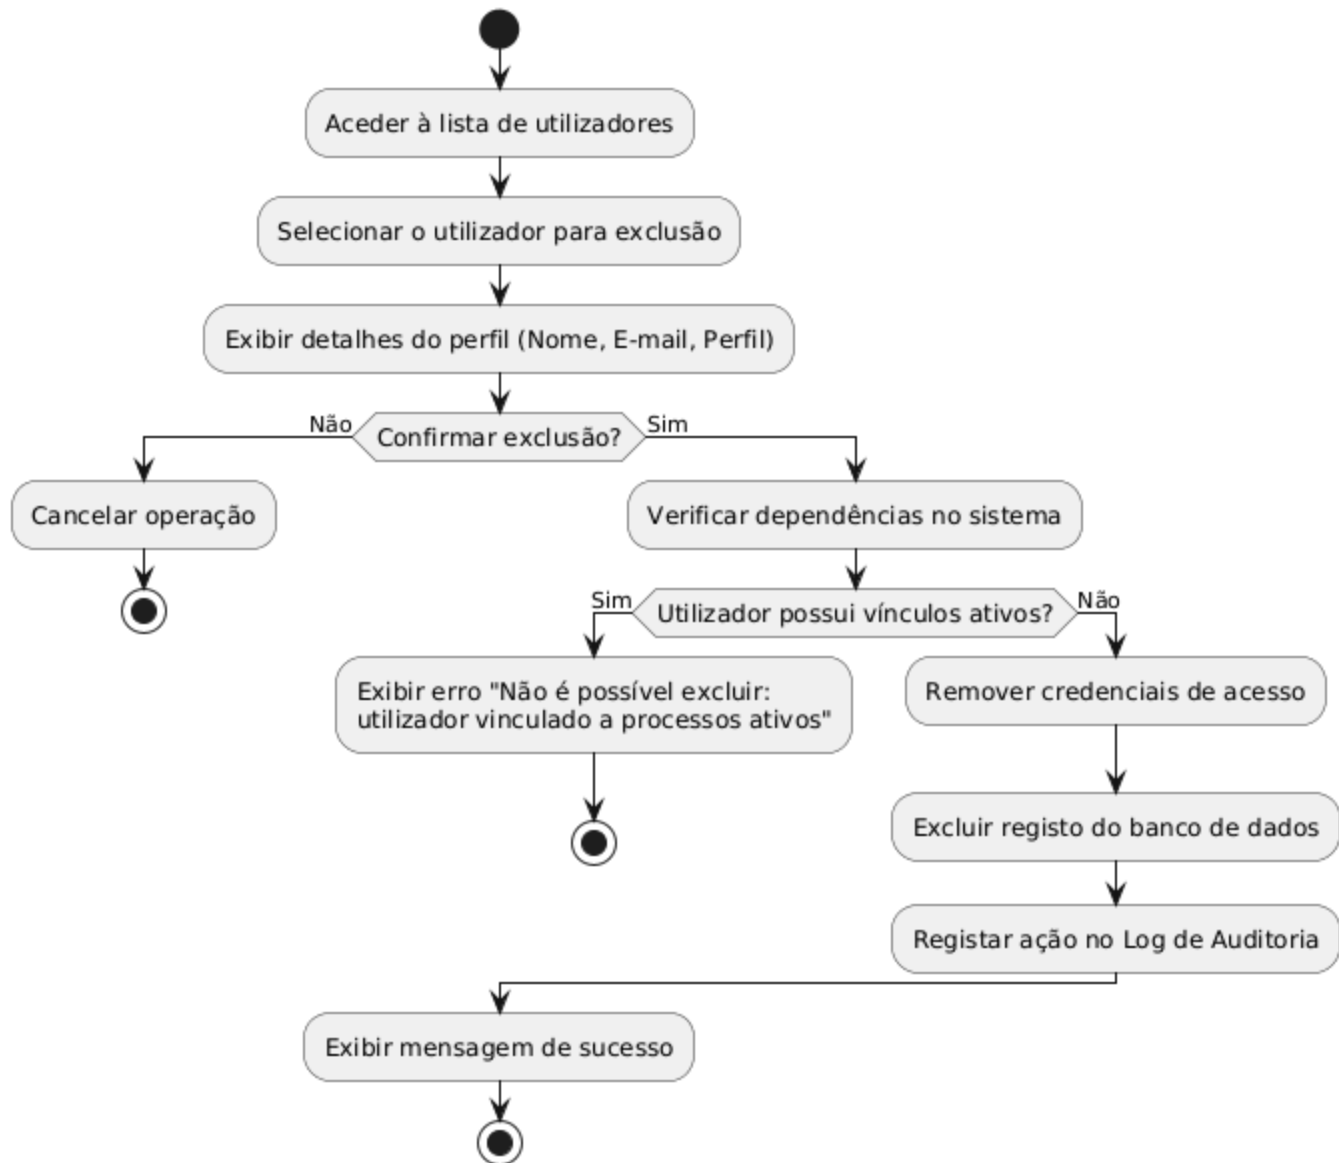 Aceder à lista de utilizadores
Selecionar o utilizador para exclusão
Exibir detalhes do perfil (Nome, E-mail, Perfil)
Não
Confirmar exclusão?
Sim
Cancelar operação
Verificar dependências no sistema
Sim
Utilizador possui vínculos ativos?
Não
Exibir erro "Não é possível excluir:
utilizador vinculado a processos ativos"
Remover credenciais de acesso
Excluir registo do banco de dados
Registar ação no Log de Auditoria
Exibir mensagem de sucesso